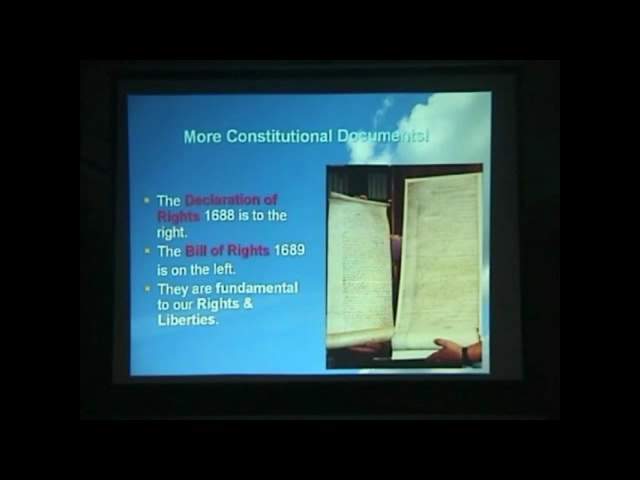 More Constitutional Documents!
The Declaration of
Rights 1688 is to the
right.
The Bill of Rights 1689
is on the left.
They are fundamental
to our Rights &
Liberties.